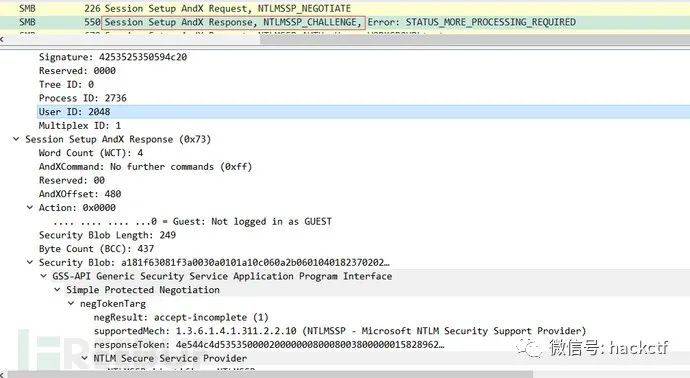 SMB 226 Session Setup AndX Request, NTLMSSP_NEGOTIATE
SMB 550 Session Setup AndX Response, NTLMSSP_CHALLENGE, Error: STATUS_MORE_PROCESSING_REQUIRED
Signature: 4253525350594c20
Reserved: 0000
Tree ID: 0
Process ID: 2736
User ID: 2048
Multiplex ID: 1
Session Setup AndX Response (0x73)
Word Count (WCT): 4
AndXCommand: No further commands (0xff)
Reserved: 00
AndXOffset: 480
Action: 0x0000
.... .... .... ...0 = Guest: Not logged in as GUEST
Security Blob Length: 249
Byte Count (BCC): 437
Security Blob: a181f63081f3a0030a0101a10c060a2b0601040182370202…
GSS-API Generic Security Service Application Program Interface
Simple Protected Negotiation
negTokenTarg
negResult: accept-incomplete (1)
supportedMech: 1.3.6.1.4.1.311.2.2.10 (NTLMSSP - Microsoft NTLM Security Support Provider)
responseToken: 4e544c4d53535000020000000800080038000000015828962…
NTLM Secure Service Provider
微信号: hackctf